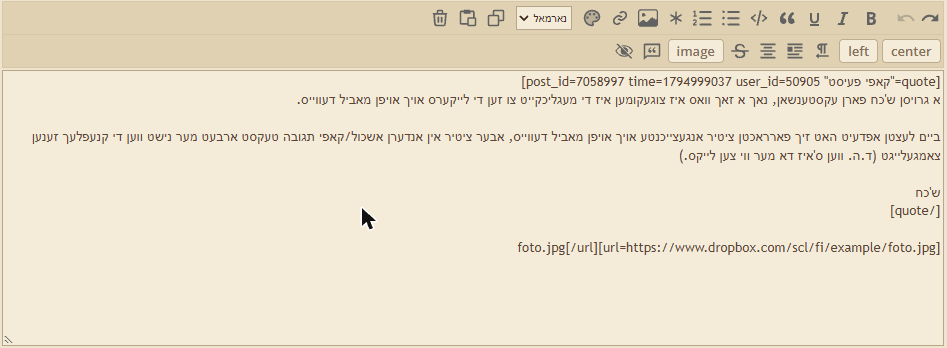 נארמאל
image
left
center
[quote="קאפי פעיסט" post_id=7058997 time=1794999037 user_id=50905]
א גרויסן ש'כח פארן עקסטענשאן, נאך א זאך וואס איז צוגעקומען איז די מעגליכקייט צו זען די לייקערס אויך אויפן מאביל דעווייס.
ביים לעצטן אפדעיט האט זיך פארראכטן ציטיר אנגעצייכנטע אויך אויפן מאביל דעווייס, אבער ציטיר אין אנדערן אשכול/קאפי תגובה טעקסט ארבעט מער נישט ווען די קנעפלער זענען
צאמגעלייגט (ד.ה. ווען ס'איז דא מער ווי צען לייקס.)
ש'כח
[/quote]
[url=https://www.dropbox.com/scl/fi/example/foto.jpg]foto.jpg[/url]